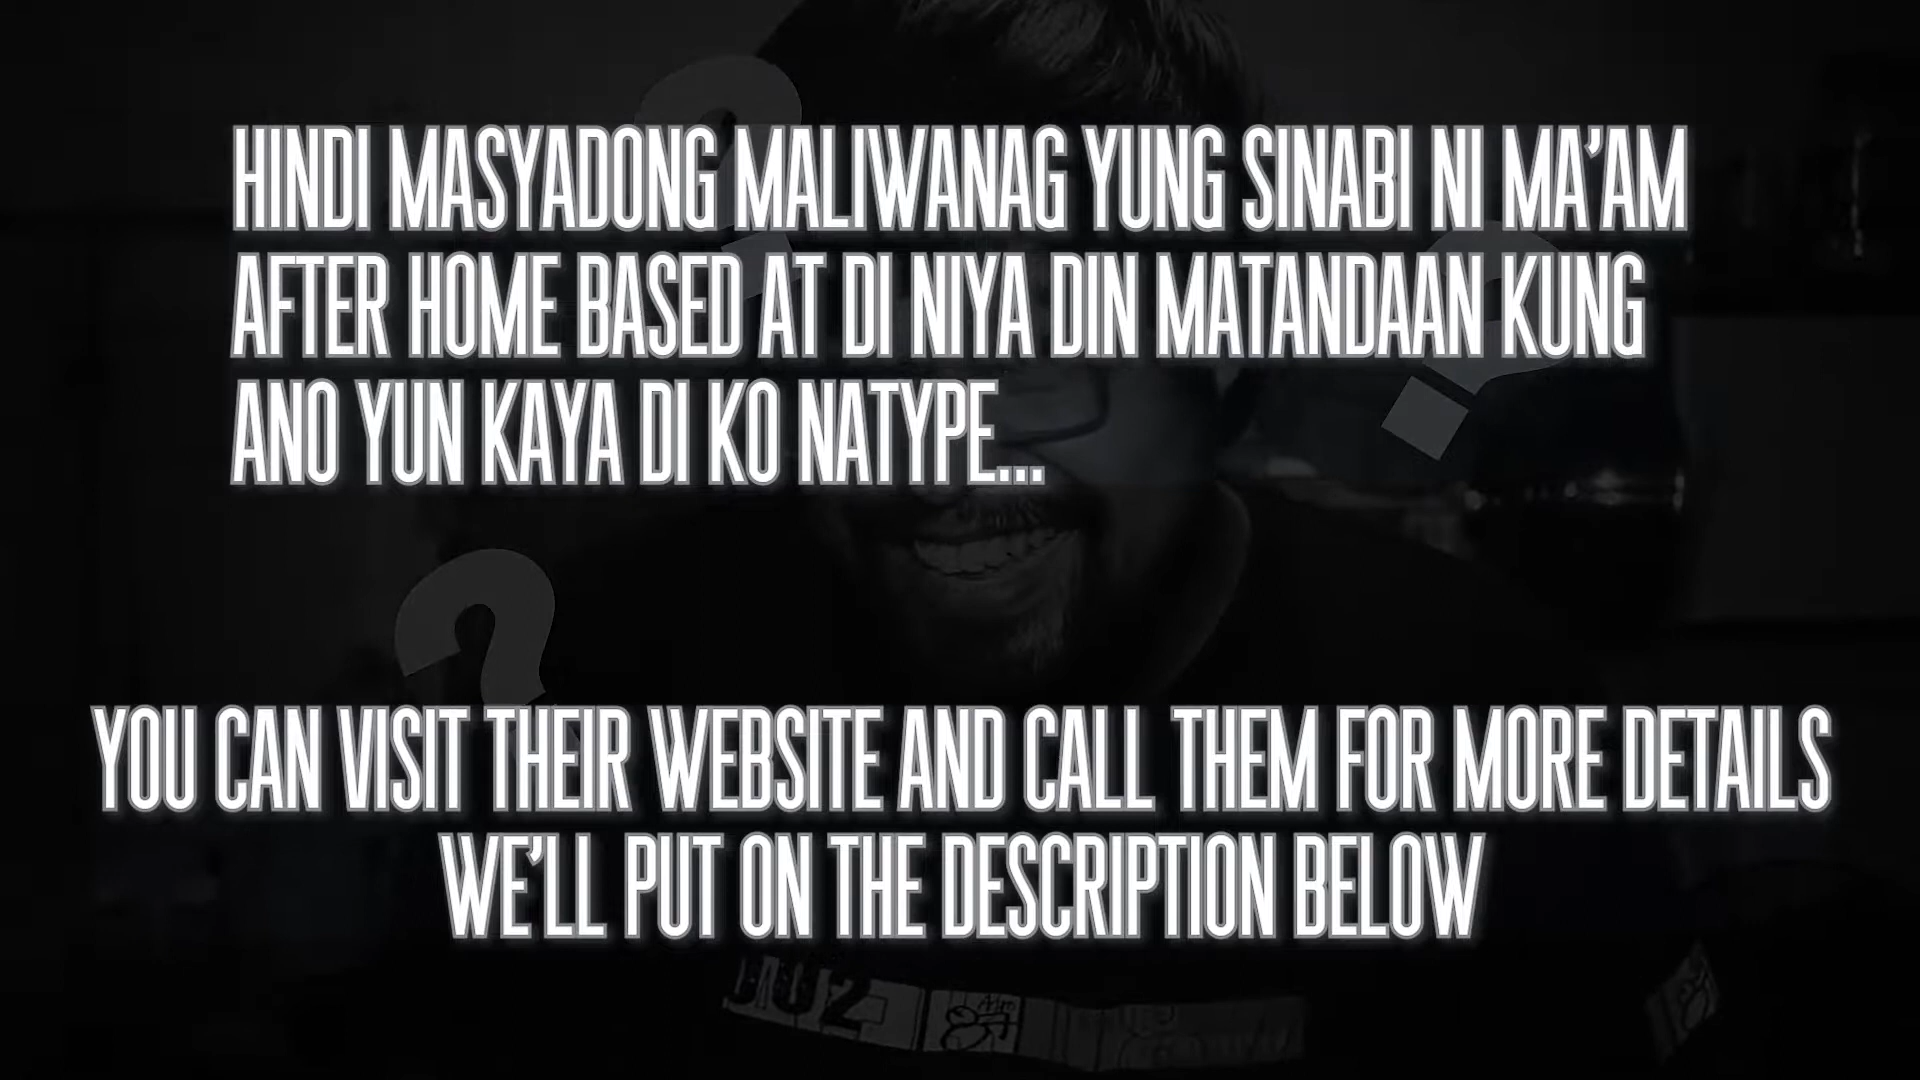 HINDI MASYADONG MALIWANAG YUNG SINABI NI MA'AM
AFTER HOME BASED AT DI NIYA DIN MATANDAAN KUNG
ANO YUN KAYA DI KO NATYPE...
?
?
?
YOU CAN VISIT THEIR WEBSITE AND CALL THEM FOR MORE DETAILS
WE'LL PUT ON THE DESCRIPTION BELOW